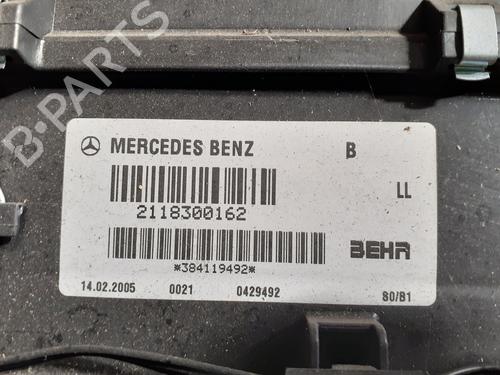 B-PARTS
MERCEDES BENZ B
LL
2118300162
BEHR
*384119492*
14.02.2005 0021 0429492 80/B1